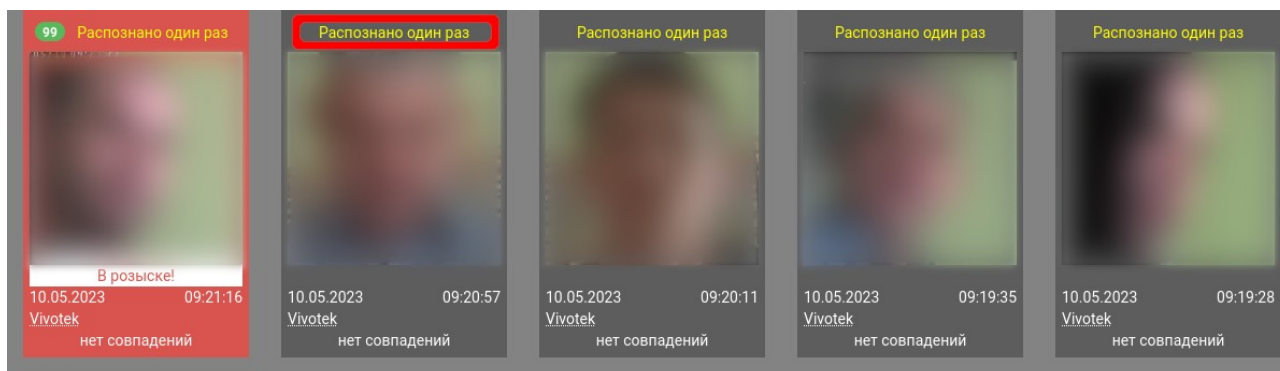 99 Распознано один раз
Распознано один раз
Распознано один раз
Распознано один раз
Распознано один раз
В розыске!
10.05.2023 09:21:16
Vivotek
нет совпадений
10.05.2023 09:20:57
Vivotek
нет совпадений
10.05.2023 09:20:11
Vivotek
нет совпадений
10.05.2023 09:19:35
Vivotek
нет совпадений
10.05.2023 09:19:28
Vivotek
нет совпадений